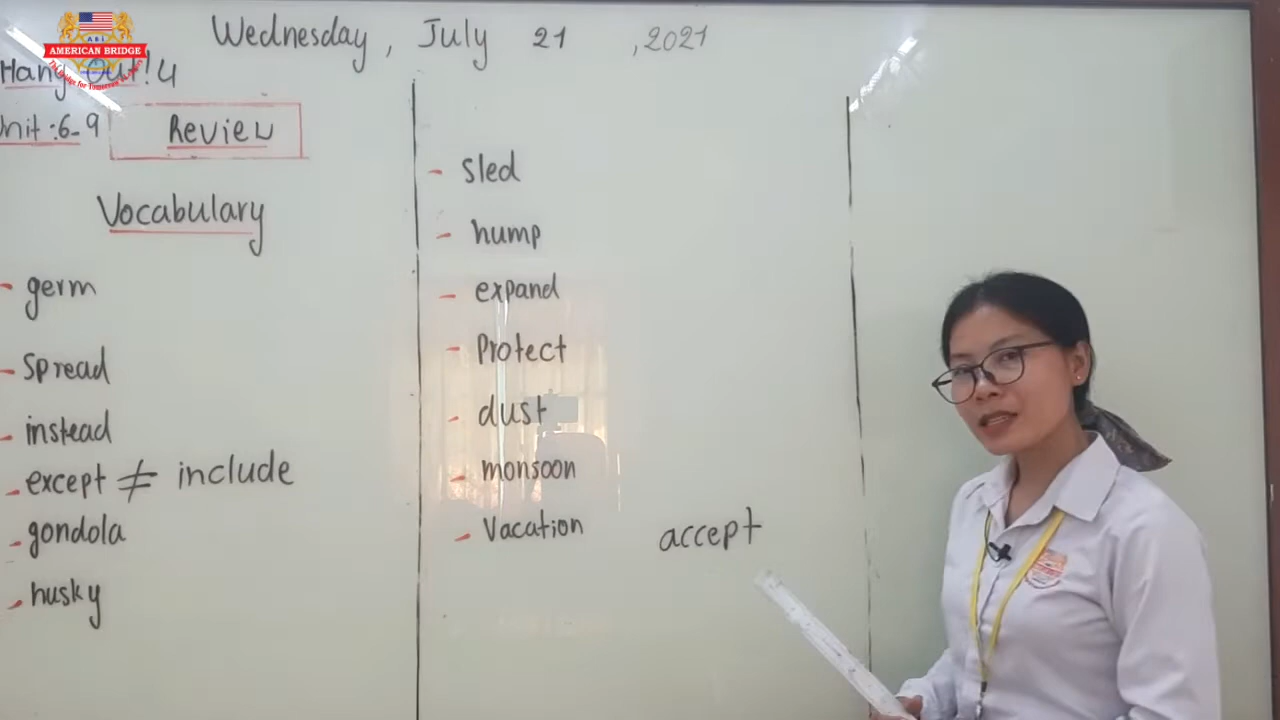 ABi
AMERICAN BRIDGE
Wednesday, July 21, 2021
Hang Out! 4
Unit: 6-9
Review
Vocabulary
- germ
- Spread
- instead
- except ≠ include
- gondola
- husky
- sled
- hump
- expand
- Protect
- dust
- monsoon
- Vacation
accept